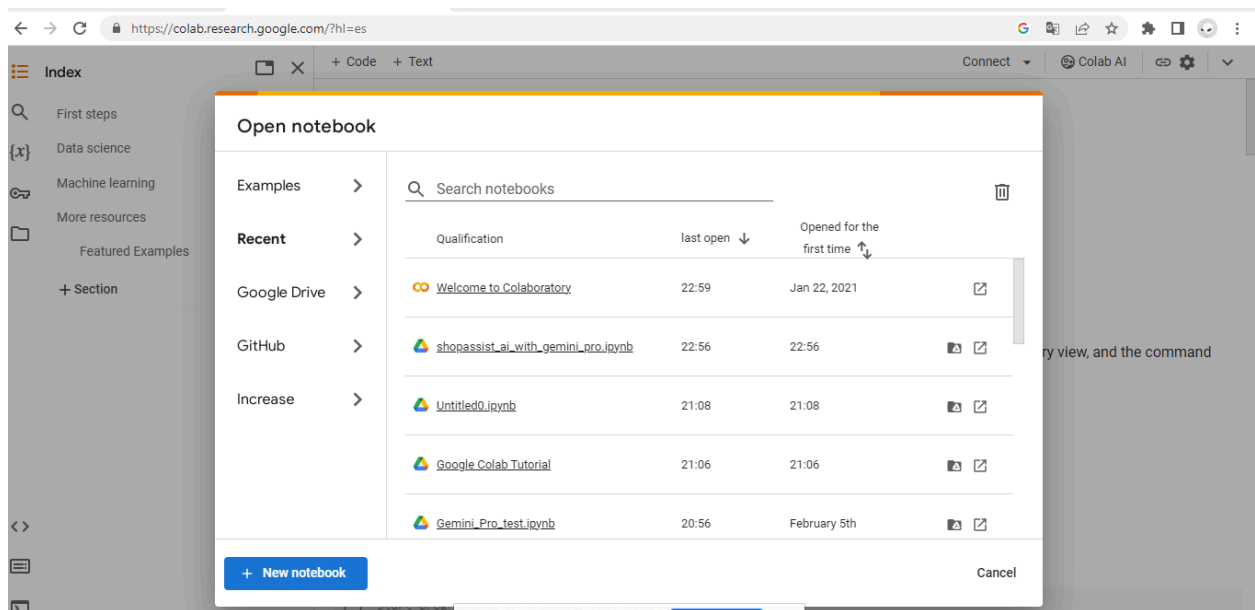 https://colab.research.google.com/?hl=es
Index
+ Code + Text
Connect
Colab AI
First steps
Data science
Machine learning
More resources
Featured Examples
+ Section
{x}
Open notebook
Examples
Recent
Google Drive
GitHub
Increase
Search notebooks
Qualification last open Opened for the first time
Welcome to Colaboratory 22:59 Jan 22, 2021
shopassist_ai_with_gemini_pro.ipynb 22:56 22:56
Untitled0.ipynb 21:08 21:08
Google Colab Tutorial 21:06 21:06
Gemini_Pro_test.ipynb 20:56 February 5th
+ New notebook
Cancel
ry view, and the command